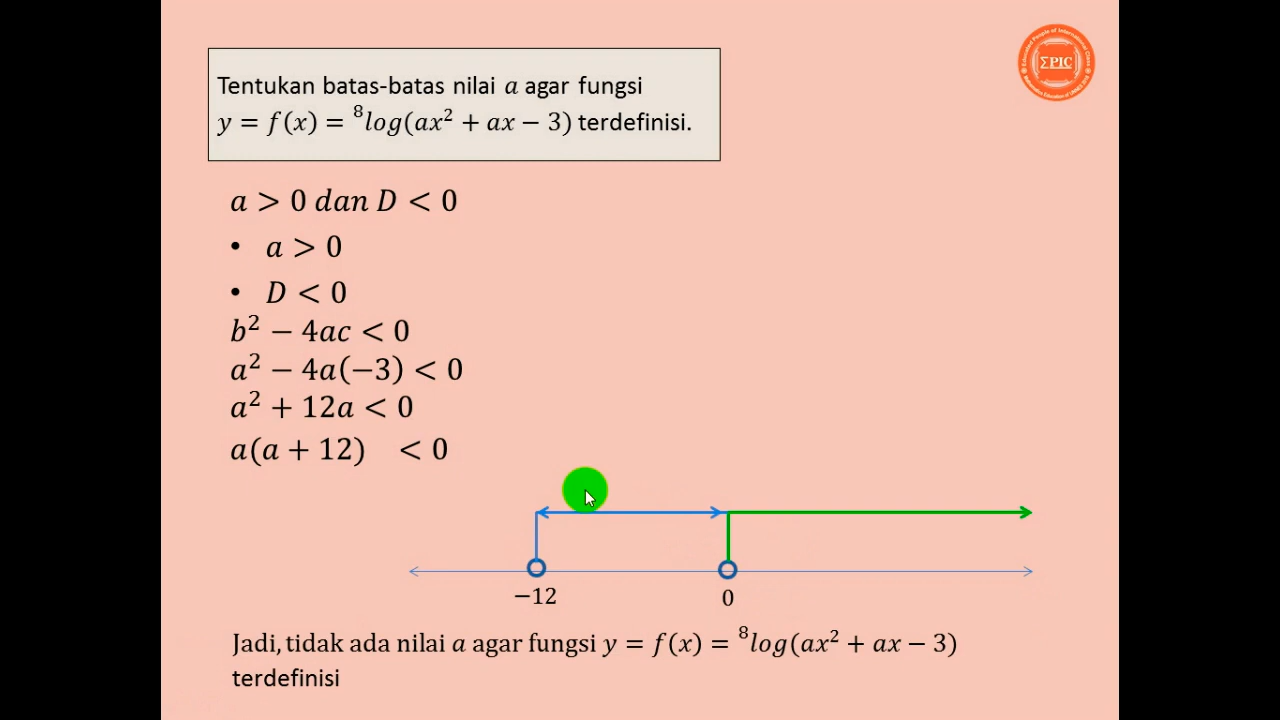 Tentukan batas-batas nilai a agar fungsi
y = f(x) = ⁸log(ax² + ax − 3) terdefinisi.
ΣPIC
a > 0 dan D < 0
• a > 0
• D < 0
b² − 4ac < 0
a² − 4a(−3) < 0
a² + 12a < 0
a(a + 12) < 0
−12
0
Jadi, tidak ada nilai a agar fungsi y = f(x) = ⁸log(ax² + ax − 3)
terdefinisi